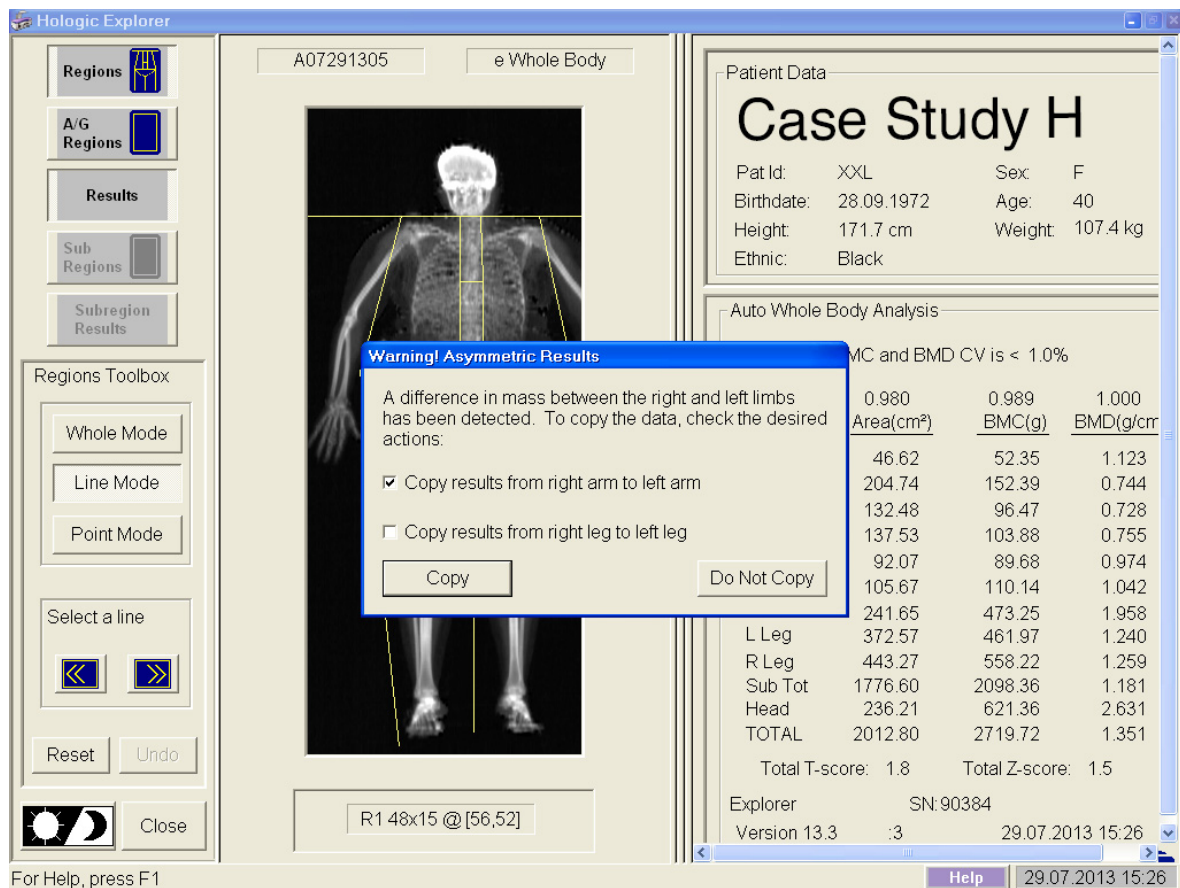 Hologic Explorer
Regions
A/G
Regions
Results
Sub
Regions
Subregion
Results
Regions Toolbox
Whole Mode
Line Mode
Point Mode
Select a line
Reset
Undo
Close
A07291305
e Whole Body
Warning! Asymmetric Results
A difference in mass between the right and left limbs
has been detected. To copy the data, check the desired
actions:
Copy results from right arm to left arm
Copy results from right leg to left leg
Copy
Do Not Copy
R1 48x15 @ [56,52]
Patient Data
Case Study H
Pat Id: XXL Sex: F
Birthdate: 28.09.1972 Age: 40
Height: 171.7 cm Weight: 107.4 kg
Ethnic: Black
Auto Whole Body Analysis
MC and BMD CV is < 1.0%
0.980 0.989 1.000
Area(cm²) BMC(g) BMD(g/cm
46.62 52.35 1.123
204.74 152.39 0.744
132.48 96.47 0.728
137.53 103.88 0.755
92.07 89.68 0.974
105.67 110.14 1.042
241.65 473.25 1.958
L Leg 372.57 461.97 1.240
R Leg 443.27 558.22 1.259
Sub Tot 1776.60 2098.36 1.181
Head 236.21 621.36 2.631
TOTAL 2012.80 2719.72 1.351
Total T-score: 1.8 Total Z-score: 1.5
Explorer SN:90384
Version 13.3 :3 29.07.2013 15:26
For Help, press F1
Help
29.07.2013 15:26